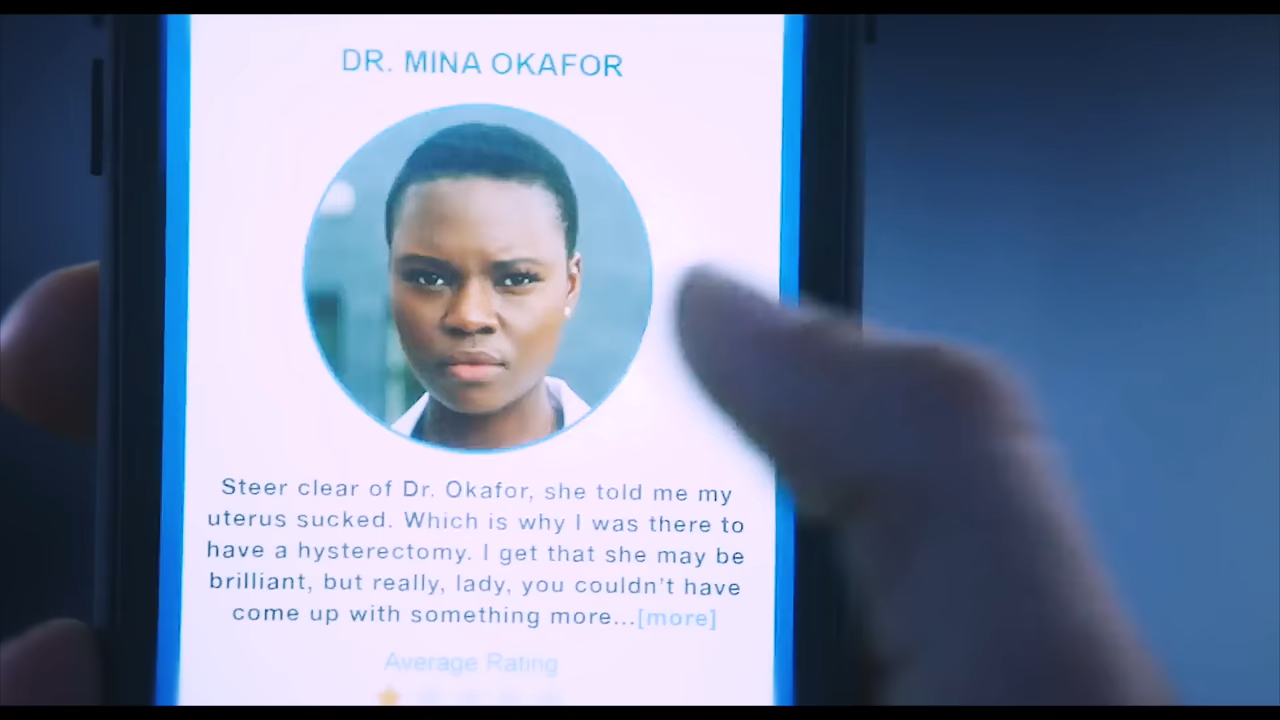 DR. MINA OKAFOR
Steer clear of Dr. Okafor, she told me my
uterus sucked. Which is why I was there to
have a hysterectomy. I get that she may be
brilliant, but really, lady, you couldn't have
come up with something more...[more]
Average Rating